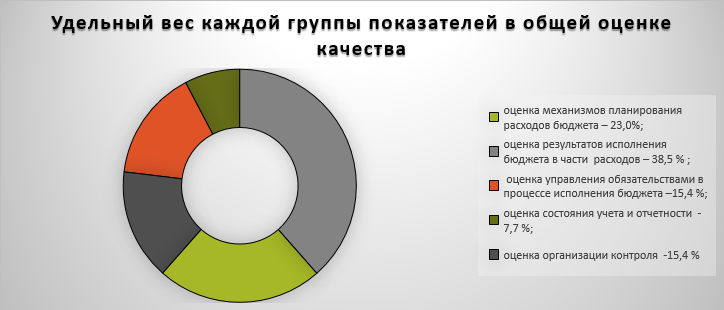 Удельный вес каждой группы показателей в общей оценке
качества
оценка механизмов планирования
расходов бюджета – 23,0%;
оценка результатов исполнения
бюджета в части расходов – 38,5 % ;
оценка управления обязательствами в
процессе исполнения бюджета –15,4 %;
оценка состояния учета и отчетности -
7,7 %;
оценка организации контроля -15,4 %